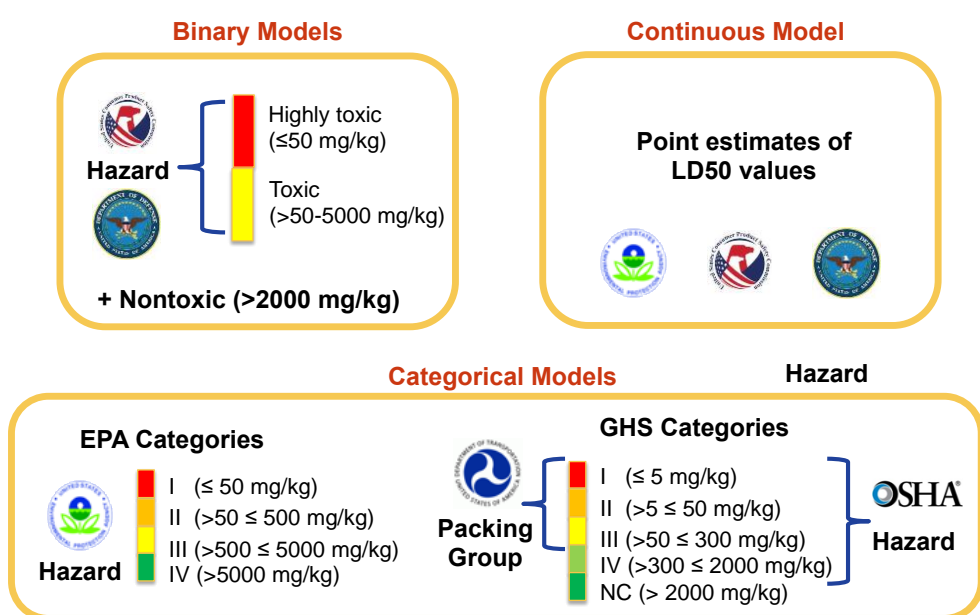 Binary Models
Highly toxic
(≤50 mg/kg)
Hazard
Toxic
(>50-5000 mg/kg)
+ Nontoxic (>2000 mg/kg)
Continuous Model
Point estimates of
LD50 values
Categorical Models
Hazard
EPA Categories
I (≤ 50 mg/kg)
II (>50 ≤ 500 mg/kg)
III (>500 ≤ 5000 mg/kg)
IV (>5000 mg/kg)
Hazard
GHS Categories
Packing
Group
I (≤ 5 mg/kg)
II (>5 ≤ 50 mg/kg)
III (>50 ≤ 300 mg/kg)
IV (>300 ≤ 2000 mg/kg)
NC (> 2000 mg/kg)
OSHA®
Hazard